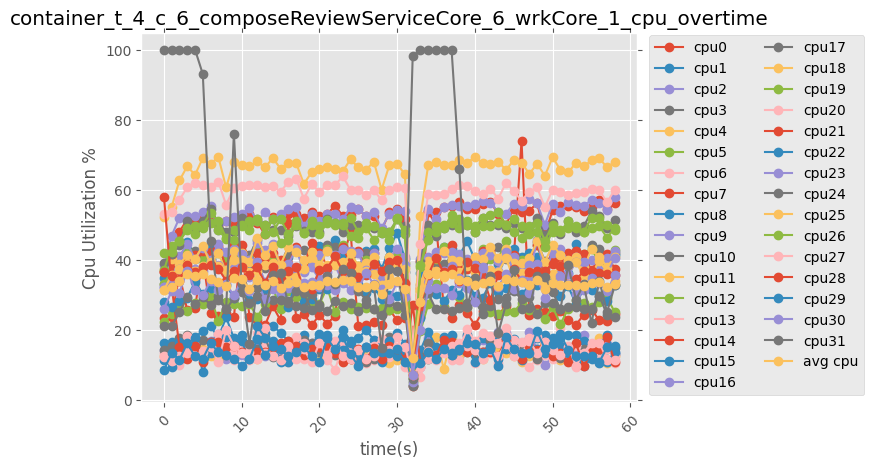 container_t_4_c_6_composeReviewServiceCore_6_wrkCore_1_cpu_overtime
Cpu Utilization %
100
80
60
40
20
0
0
10
20
30
40
50
60
time(s)
cpu0
cpu1
cpu2
cpu3
cpu4
cpu5
cpu6
cpu7
cpu8
cpu9
cpu10
cpu11
cpu12
cpu13
cpu14
cpu15
cpu16
cpu17
cpu18
cpu19
cpu20
cpu21
cpu22
cpu23
cpu24
cpu25
cpu26
cpu27
cpu28
cpu29
cpu30
cpu31
avg cpu